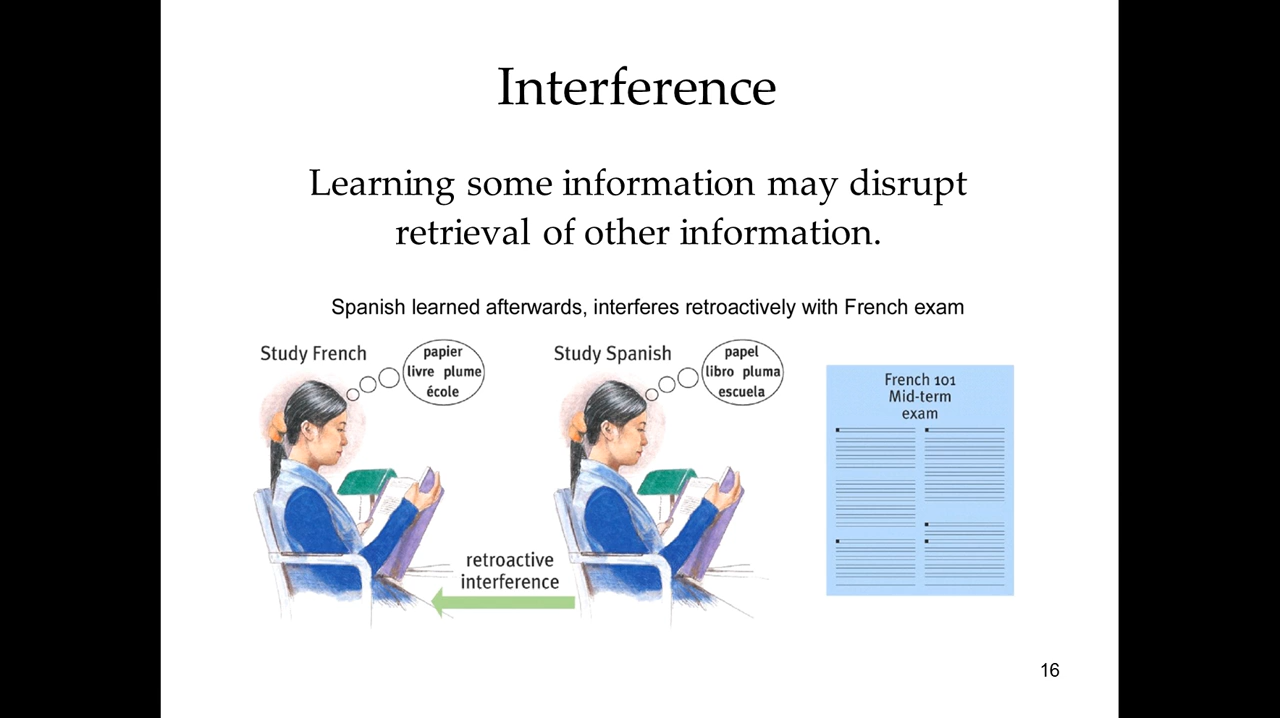 Interference
Learning some information may disrupt
retrieval of other information.
Spanish learned afterwards, interferes retroactively with French exam
Study French
papier
livre plume
école
Study Spanish
papel
libro pluma
escuela
French 101
Mid-term
exam
retroactive
interference
16